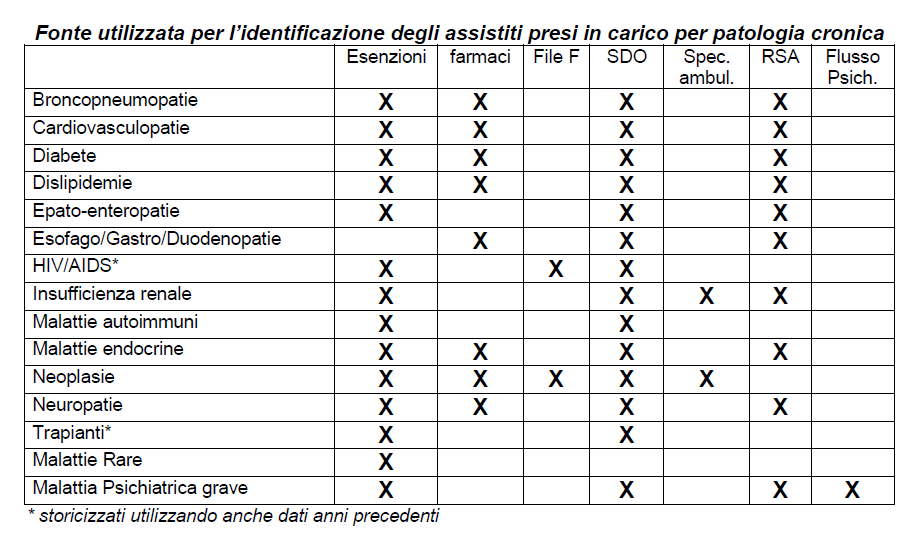 Fonte utilizzata per l'identificazione degli assistiti presi in carico per patologia cronica
Esenzioni farmaci File F SDO Spec. ambul. RSA Flusso Psich.
Broncopneumopatie X X X X
Cardiovasculopatie X X X X
Diabete X X X X
Dislipidemie X X X X
Epato-enteropatie X X X
Esofago/Gastro/Duodenopatie X X X
HIV/AIDS* X X X
Insufficienza renale X X X X
Malattie autoimmuni X X
Malattie endocrine X X X X
Neoplasie X X X X X
Neuropatie X X X X
Trapianti* X X
Malattie Rare X
Malattia Psichiatrica grave X X X X
* storicizzati utilizzando anche dati anni precedenti